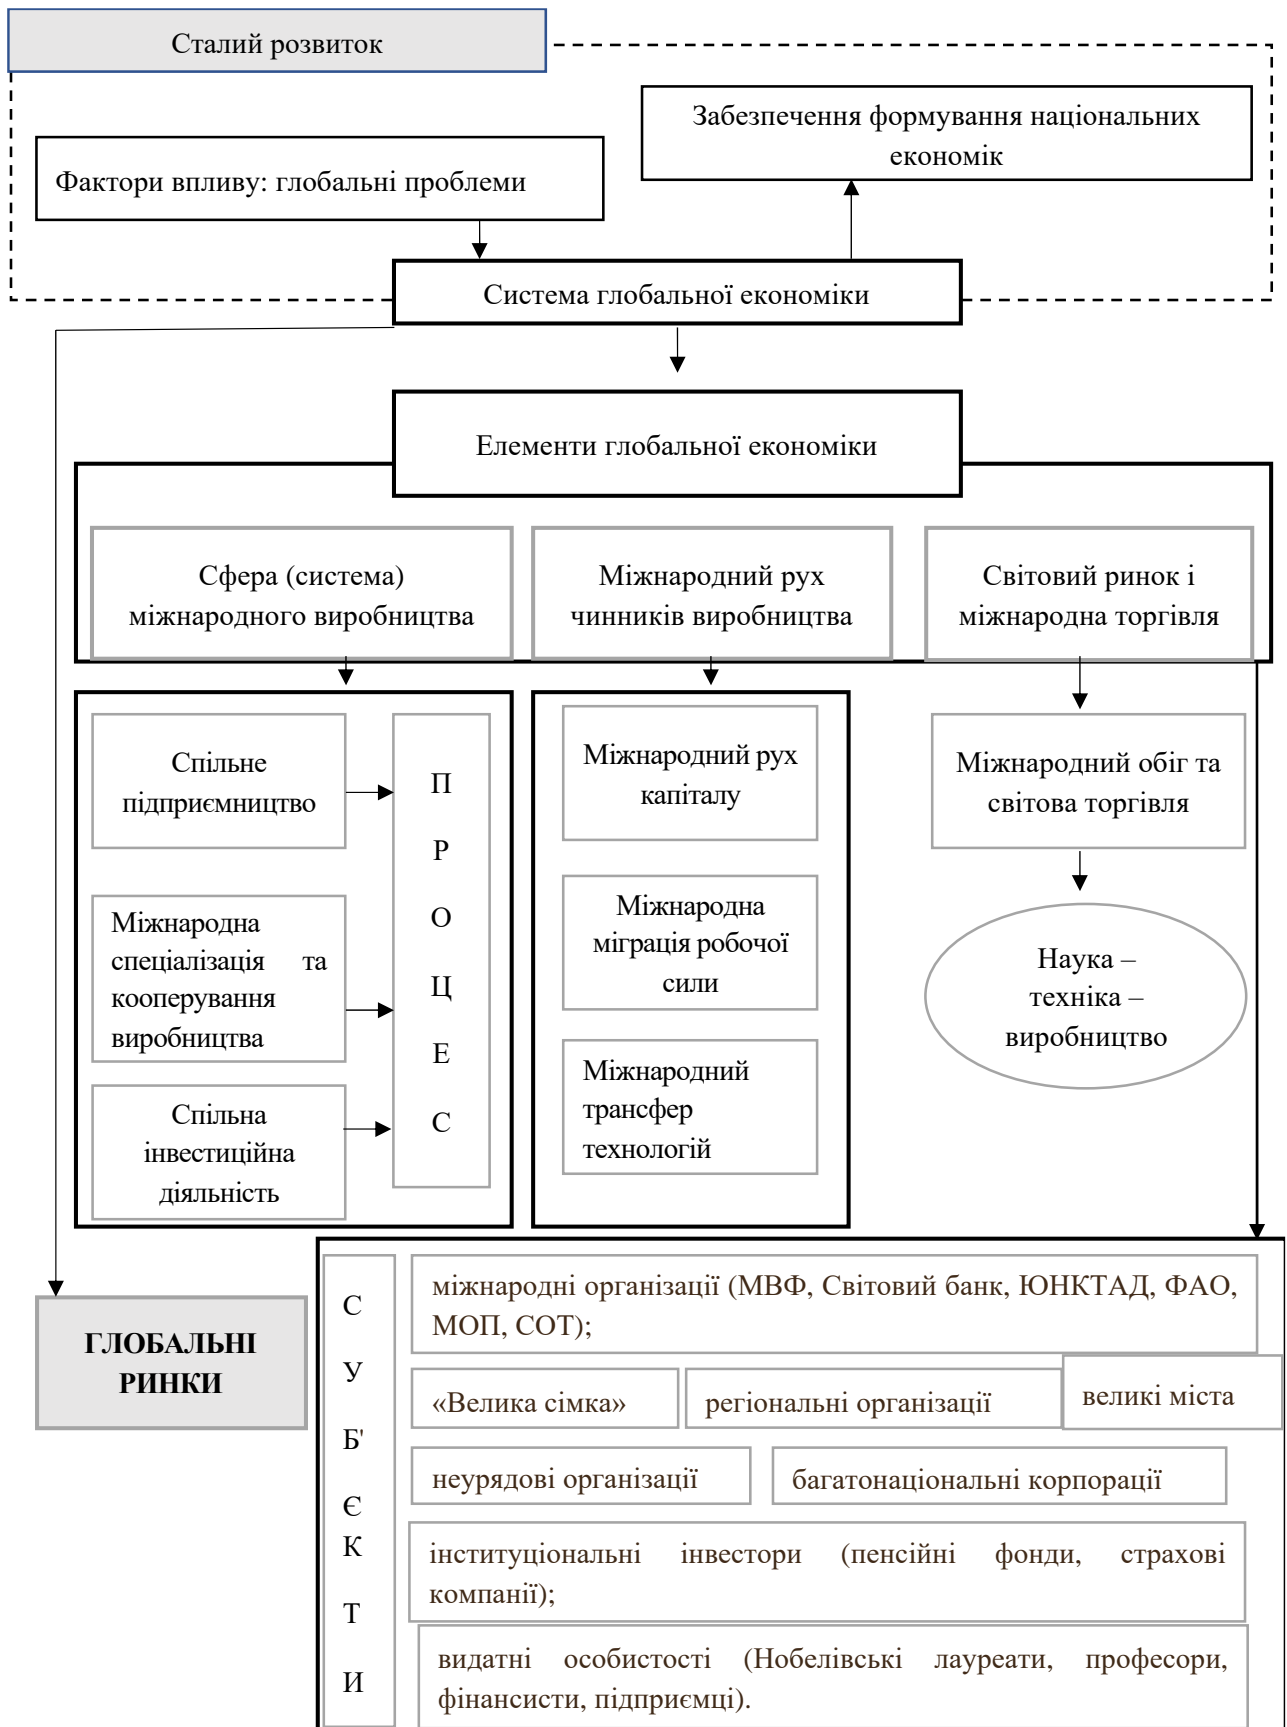 Сталий розвиток
Забезпечення формування національних
економік
Фактори впливу: глобальні проблеми
Система глобальної економіки
Елементи глобальної економіки
Сфера (система)
міжнародного виробництва
Міжнародний рух
чинників виробництва
Світовий ринок і
міжнародна торгівля
Спільне
підприємництво
Міжнародна
спеціалізація та
кооперування
виробництва
Спільна
інвестиційна
діяльність
П
Р
О
Ц
Е
С
Міжнародний рух
капіталу
Міжнародна
міграція робочої
сили
Міжнародний
трансфер
технологій
Міжнародний обіг та
світова торгівля
Наука –
техніка –
виробництво
ГЛОБАЛЬНІ
РИНКИ
С
У
Б'
Є
К
Т
И
міжнародні організації (МВФ, Світовий банк, ЮНКТАД, ФАО,
МОП, СОТ);
«Велика сімка»
регіональні організації
великі міста
неурядові організації
багатонаціональні корпорації
інституціональні інвестори (пенсійні фонди, страхові
компанії);
видатні особистості (Нобелівські лауреати, професори,
фінансисти, підприємці).